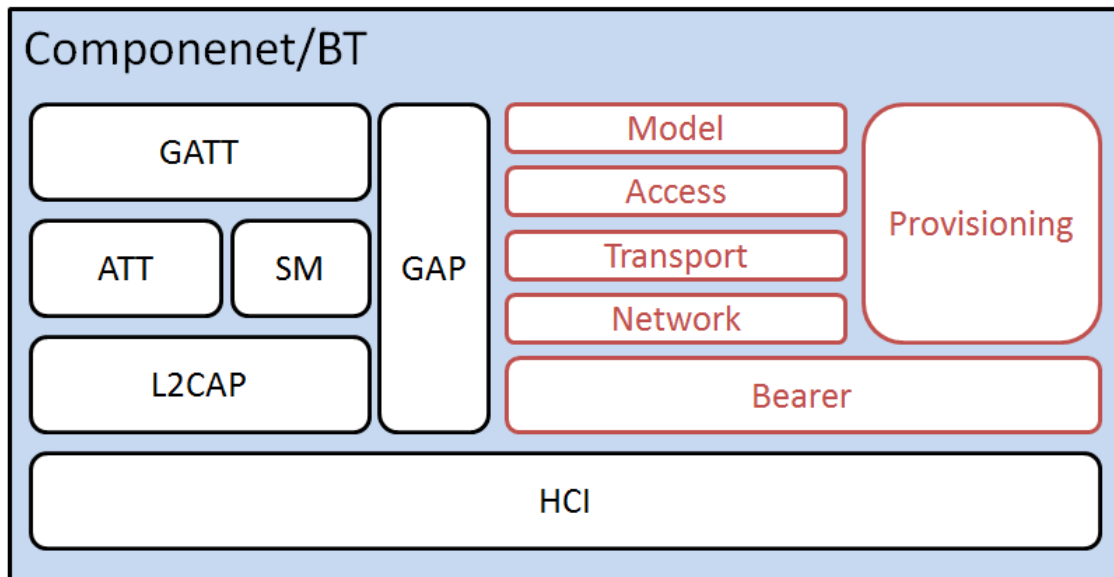 Componenet/BT
GATT
ATT
SM
L2CAP
GAP
Model
Access
Transport
Network
Provisioning
Bearer
HCI